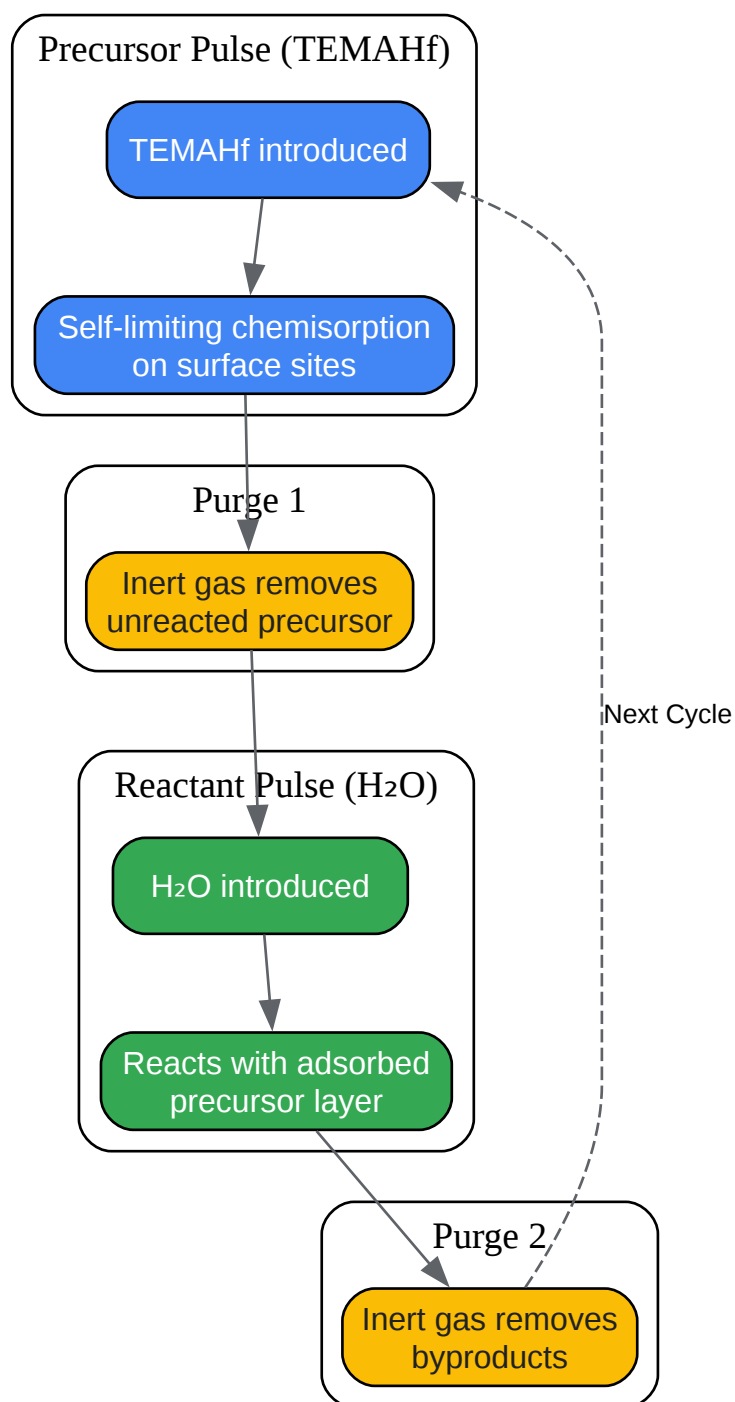 Precursor Pulse (TEMAHf)
TEMAHf introduced
Self-limiting chemisorption
on surface sites
Purge 1
Inert gas removes
unreacted precursor
Next Cycle
Reactant Pulse (H₂O)
H₂O introduced
Reacts with adsorbed
precursor layer
Purge 2
Inert gas removes
byproducts